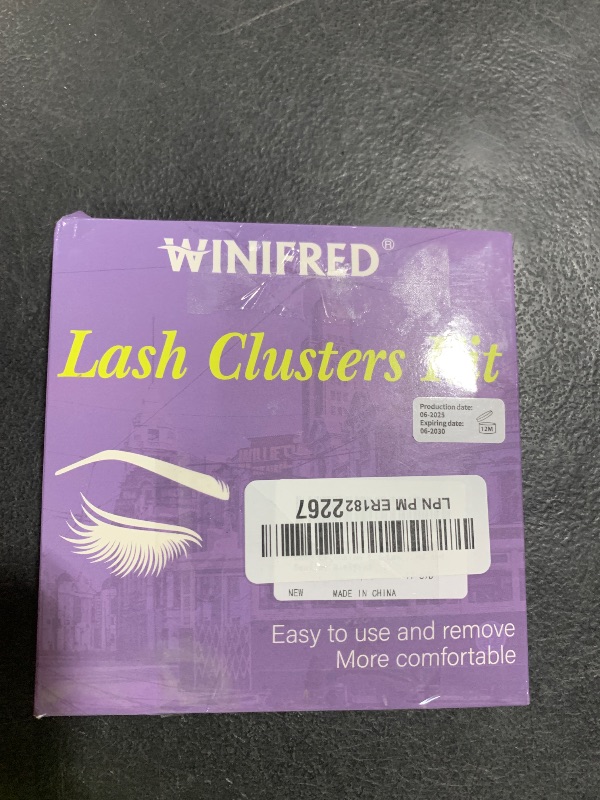 WINIFRED®
Lash Clusters Kit
Production date:
06-2025
Expiring date:
06-2030
12M
LPN PM ER1822267
NEW MADE IN CHINA
Easy to use and remove
More comfortable